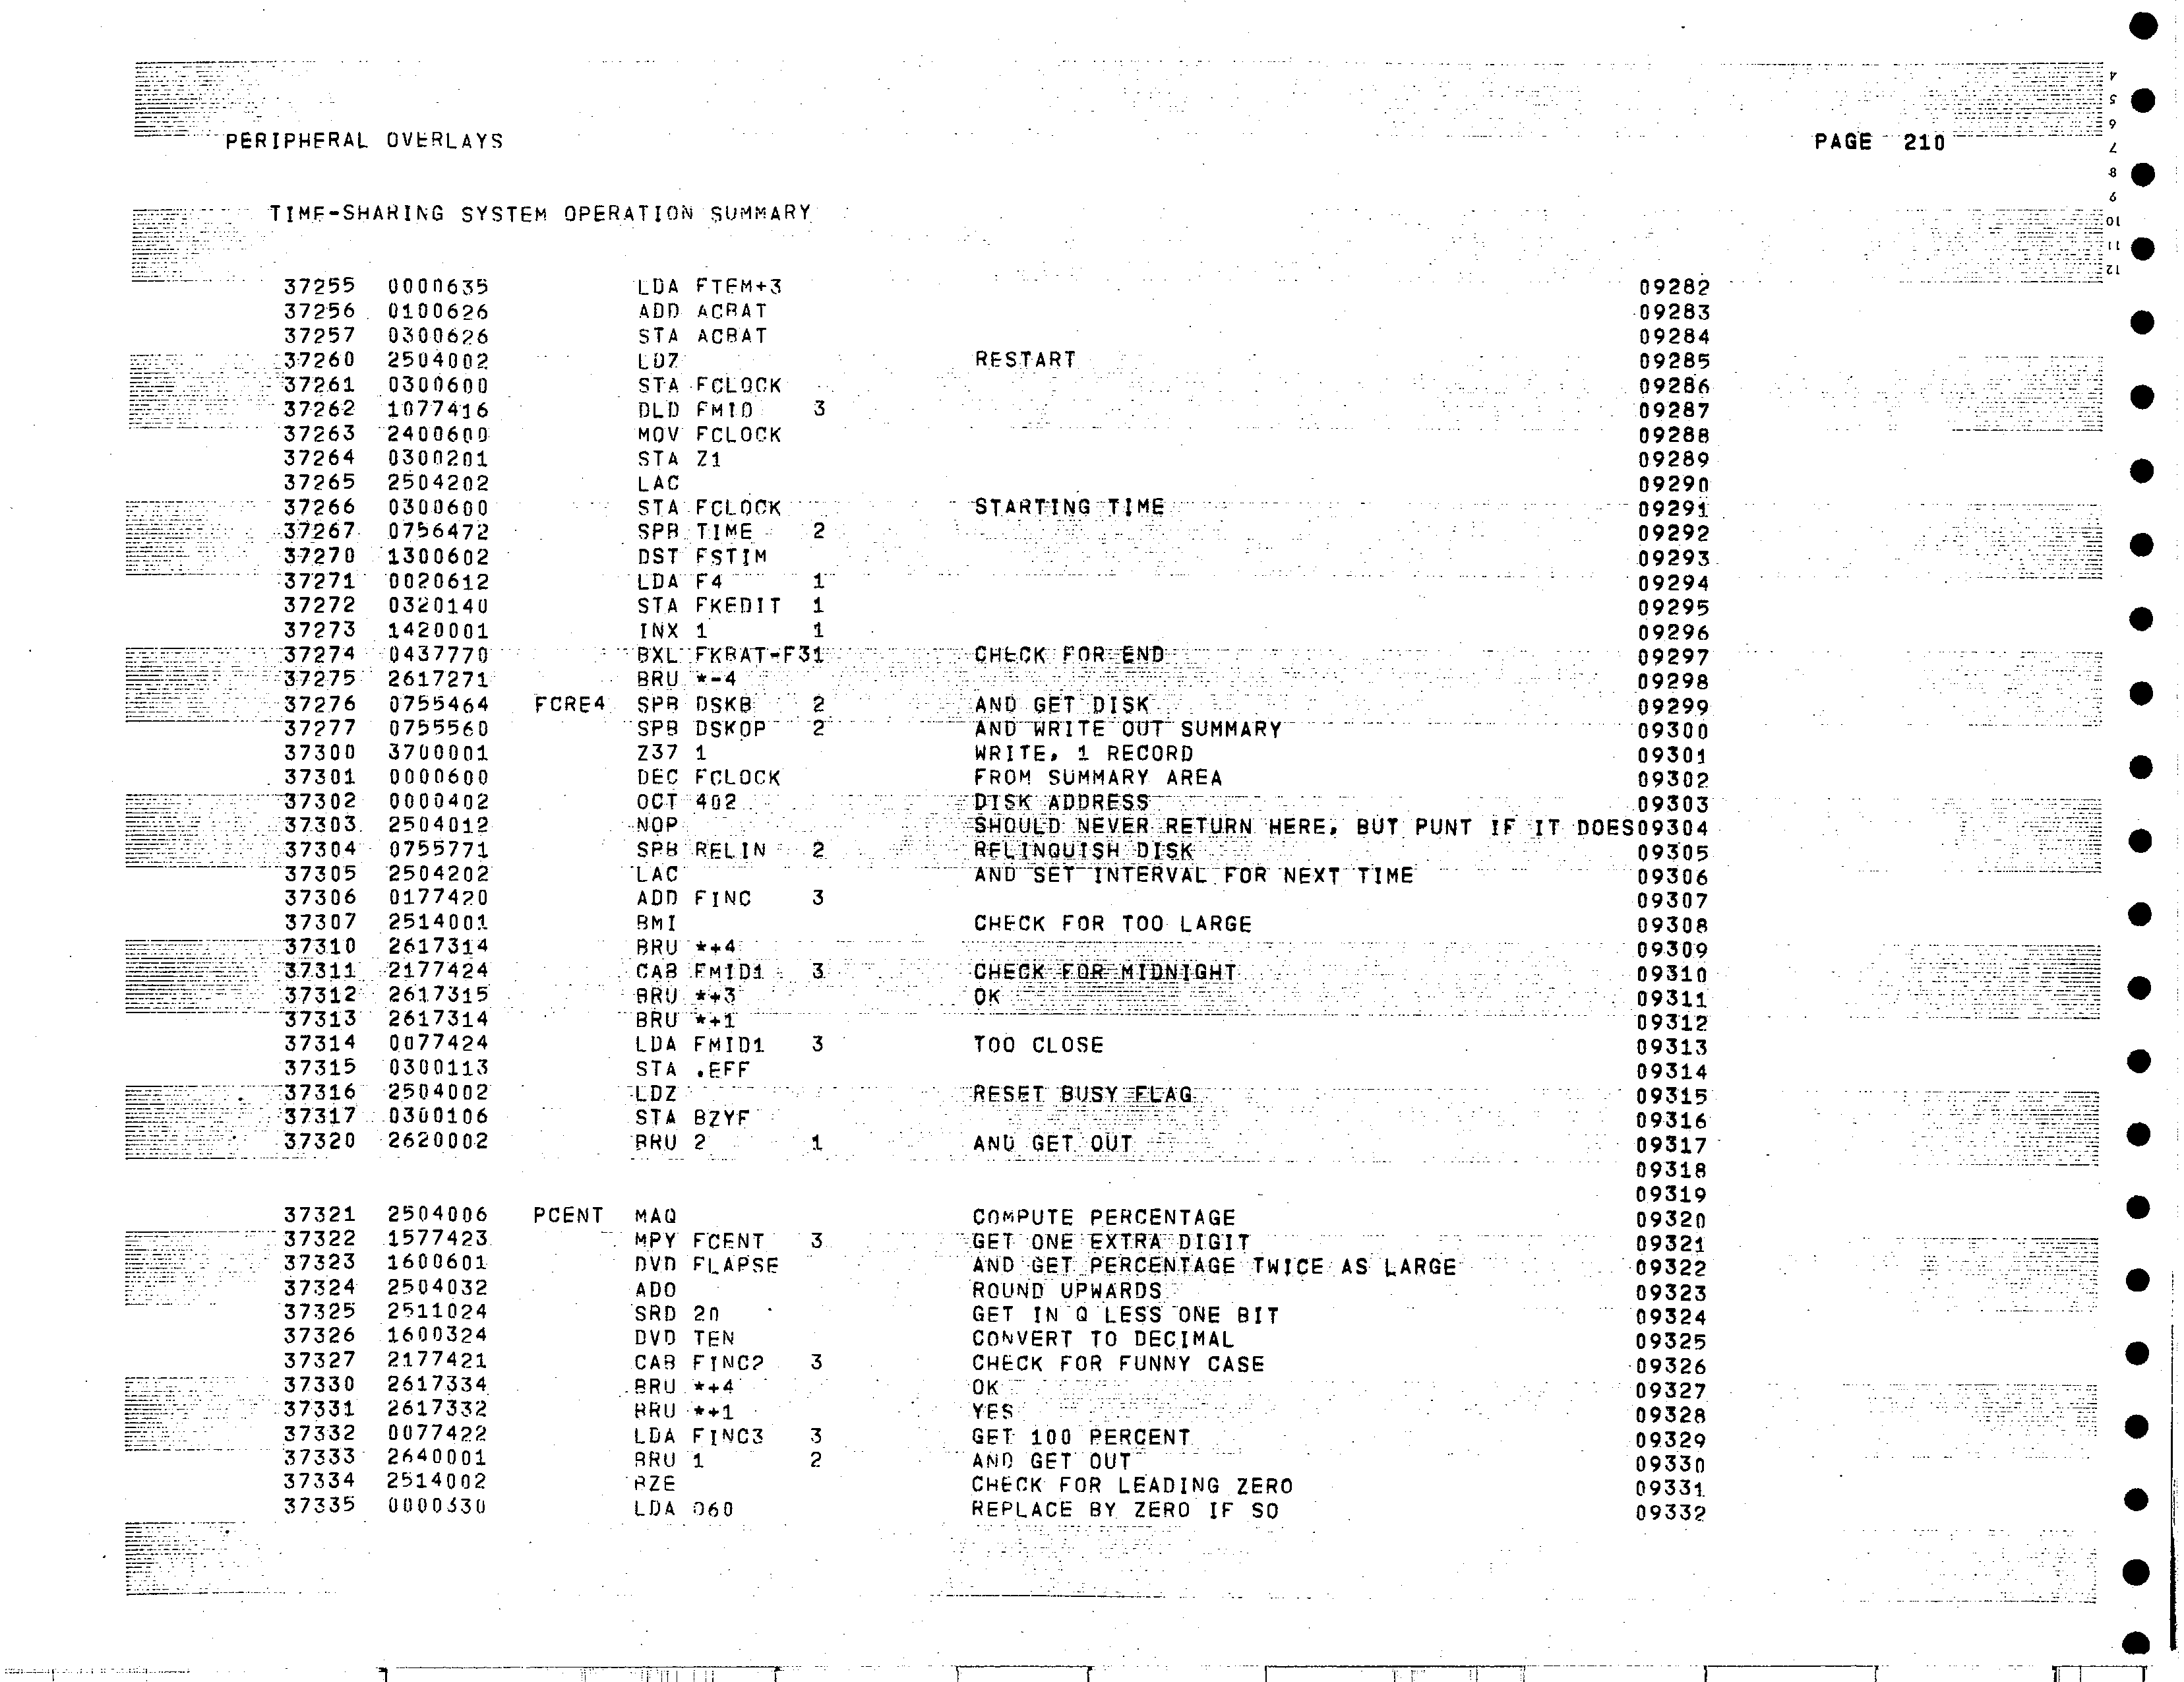 PERIPHERAL OVERLAYS PAGE 210
TIME-SHARING SYSTEM OPERATION SUMMARY
37255 0000635 LDA FTEM+3 09282
37256 0100626 ADD ACBAT 09283
37257 0300626 STA ACBAT 09284
37260 2504002 LDZ RESTART 09285
37261 0300600 STA FCLOCK 09286
37262 1077416 DLD FMID 3 09287
37263 2400600 MOV FCLOCK 09288
37264 0300201 STA Z1 09289
37265 2504202 LAC 09290
37266 0300600 STA FCLOCK STARTING TIME 09291
37267 0756472 SPB TIME 2 09292
37270 1300602 DST FSTIM 09293
37271 0020612 LDA F4 1 09294
37272 0320140 STA FKEDIT 1 09295
37273 1420001 INX 1 1 09296
37274 0437770 BXL FKBAT-F31 CHECK FOR END 09297
37275 2617271 BRU *-4 09298
37276 0755464 FCRE4 SPB DSKB 2 AND GET DISK 09299
37277 0755560 SPB DSKOP 2 AND WRITE OUT SUMMARY 09300
37300 3700001 Z37 1 WRITE, 1 RECORD 09301
37301 0000600 DEC FCLOCK FROM SUMMARY AREA 09302
37302 0000402 OCT 402 DISK ADDRESS 09303
37303 2504012 NOP SHOULD NEVER RETURN HERE, BUT PUNT IF IT DOES09304
37304 0755771 SPB RELIN 2 RELINQUISH DISK 09305
37305 2504202 LAC AND SET INTERVAL FOR NEXT TIME 09306
37306 0177420 ADD FINC 3 09307
37307 2514001 BMI CHECK FOR TOO LARGE 09308
37310 2617314 BRU *+4 09309
37311 2177424 CAB FMID1 3 CHECK FOR MIDNIGHT 09310
37312 2617315 BRU *+3 OK 09311
37313 2617314 BRU *+1 09312
37314 0077424 LDA FMID1 3 TOO CLOSE 09313
37315 0300113 STA .EFF 09314
37316 2504002 LDZ RESET BUSY FLAG 09315
37317 0300106 STA BZYF 09316
37320 2620002 BRU 2 1 AND GET OUT 09317
09318
09319
37321 2504006 PCENT MAQ COMPUTE PERCENTAGE 09320
37322 1577423 MPY FCENT 3 GET ONE EXTRA DIGIT 09321
37323 1600601 DVD FLAPSE AND GET PERCENTAGE TWICE AS LARGE 09322
37324 2504032 ADO ROUND UPWARDS 09323
37325 2511024 SRD 20 GET IN Q LESS ONE BIT 09324
37326 1600324 DVD TEN CONVERT TO DECIMAL 09325
37327 2177421 CAB FINC2 3 CHECK FOR FUNNY CASE 09326
37330 2617334 BRU *+4 OK 09327
37331 2617332 BRU *+1 YES 09328
37332 0077422 LDA FINC3 3 GET 100 PERCENT 09329
37333 2640001 BRU 1 2 AND GET OUT 09330
37334 2514002 BZE CHECK FOR LEADING ZERO 09331
37335 0000330 LDA O60 REPLACE BY ZERO IF SO 09332
4
5
6
7
8
9
10
11
12